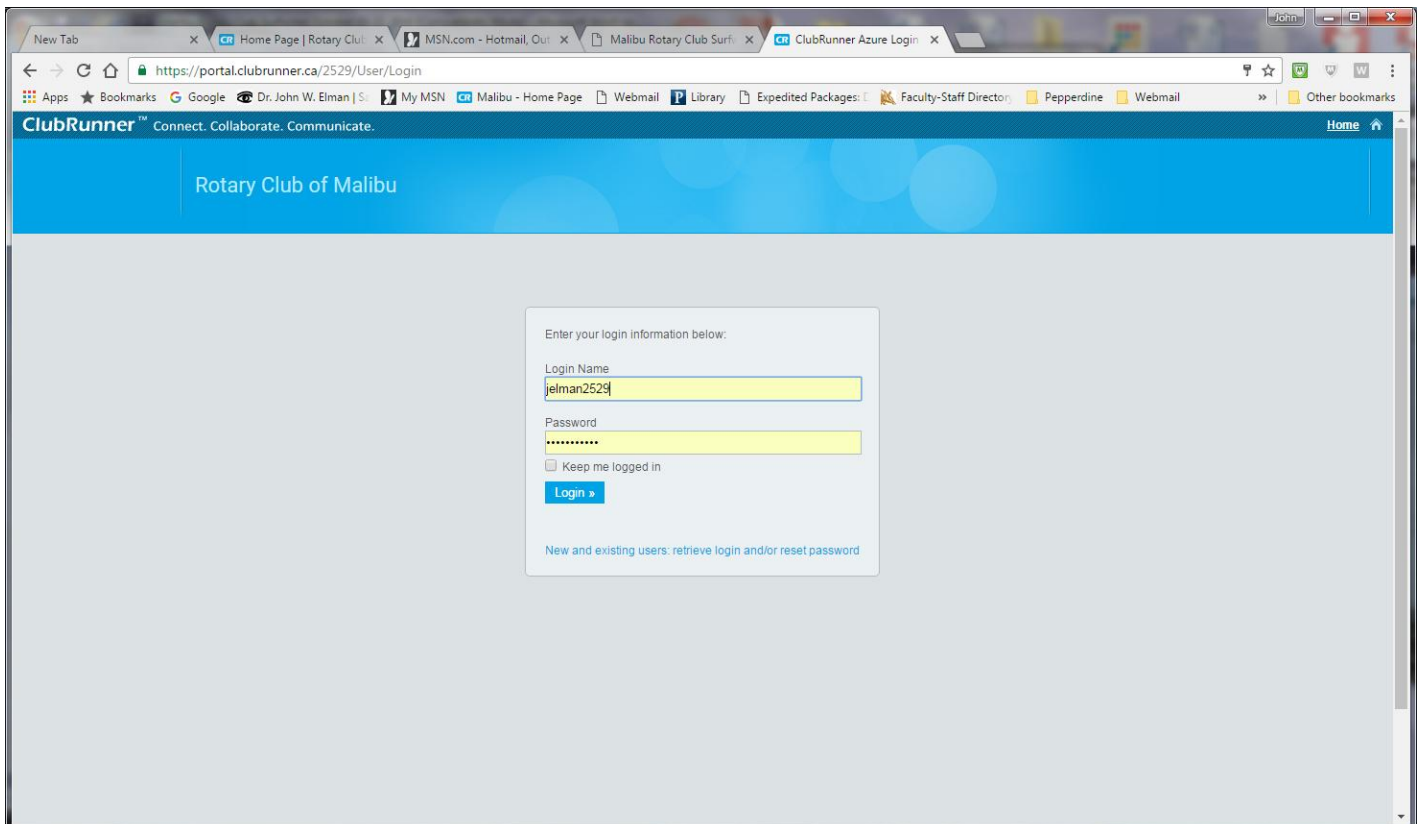 John
New Tab
Home Page | Rotary Clu
MSN.com - Hotmail, Out
Malibu Rotary Club Surf
ClubRunner Azure Login
https://portal.clubrunner.ca/2529/User/Login
Apps Bookmarks Google Dr. John W. Elman | S My MSN Malibu - Home Page Webmail Library Expedited Packages: Faculty-Staff Director Pepperdine Webmail » Other bookmarks
ClubRunner™ Connect. Collaborate. Communicate. Home
Rotary Club of Malibu
Enter your login information below:
Login Name
jelman2529
Password
•••••••••••
Keep me logged in
Login »
New and existing users: retrieve login and/or reset password